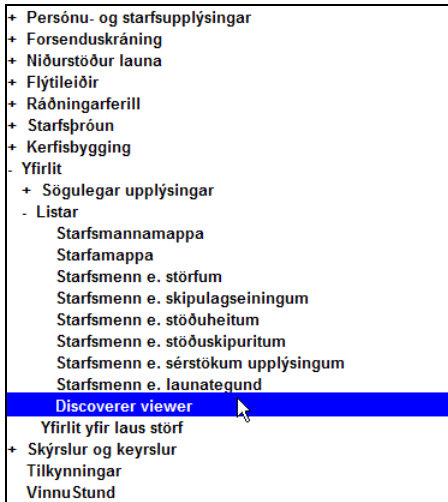 + Persónu- og starfsupplýsingar
+ Forsenduskráning
+ Niðurstöður launa
+ Flýtileiðir
+ Ráðningarferill
+ Starfsþróun
+ Kerfisbygging
- Yfirlit
+ Sögulegar upplýsingar
- Listar
Starfsmannamappa
Starfamappa
Starfsmenn e. störfum
Starfsmenn e. skipulagseiningum
Starfsmenn e. stöðuheitum
Starfsmenn e. stöðuskipuritum
Starfsmenn e. sérstökum upplýsingum
Starfsmenn e. launategund
Discoverer viewer
Yfirlit yfir laus störf
+ Skýrslur og keyrslur
Tilkynningar
VinnuStund